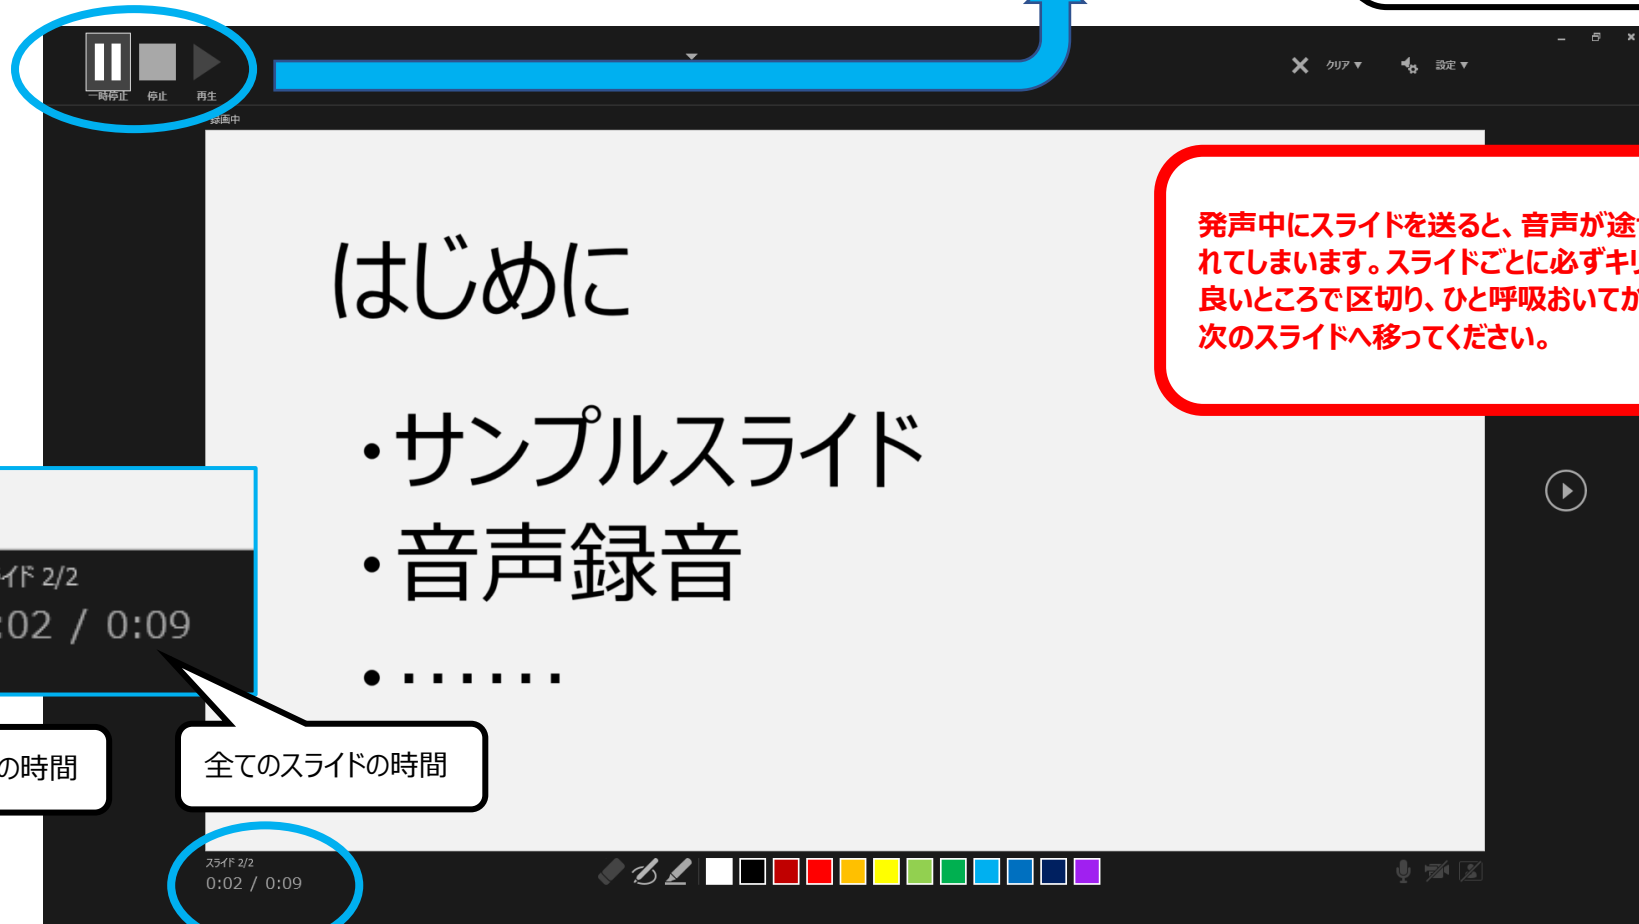 一時停止 停止 再生
クリア▼ 設定▼
録画中
はじめに
・サンプルスライド
・音声録音
・……
発声中にスライドを送ると、音声が途
れてしまいます。スライドごとに必ずキリ
良いところで区切り、ひと呼吸おいてか
次のスライドへ移ってください。
イド 2/2
:02 / 0:09
の時間
全てのスライドの時間
スライド 2/2
0:02 / 0:09